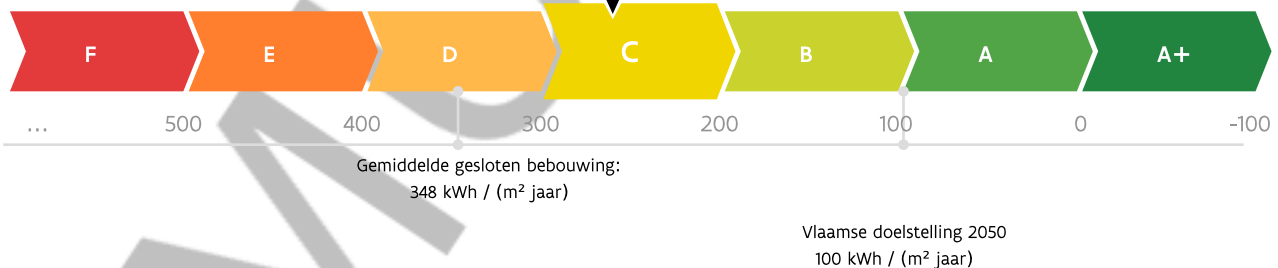 F E D C B A A+
... 500 400 300 200 100 0 -100
Gemiddelde gesloten bebouwing:
348 kWh / (m² jaar)
Vlaamse doelstelling 2050
100 kWh / (m² jaar)